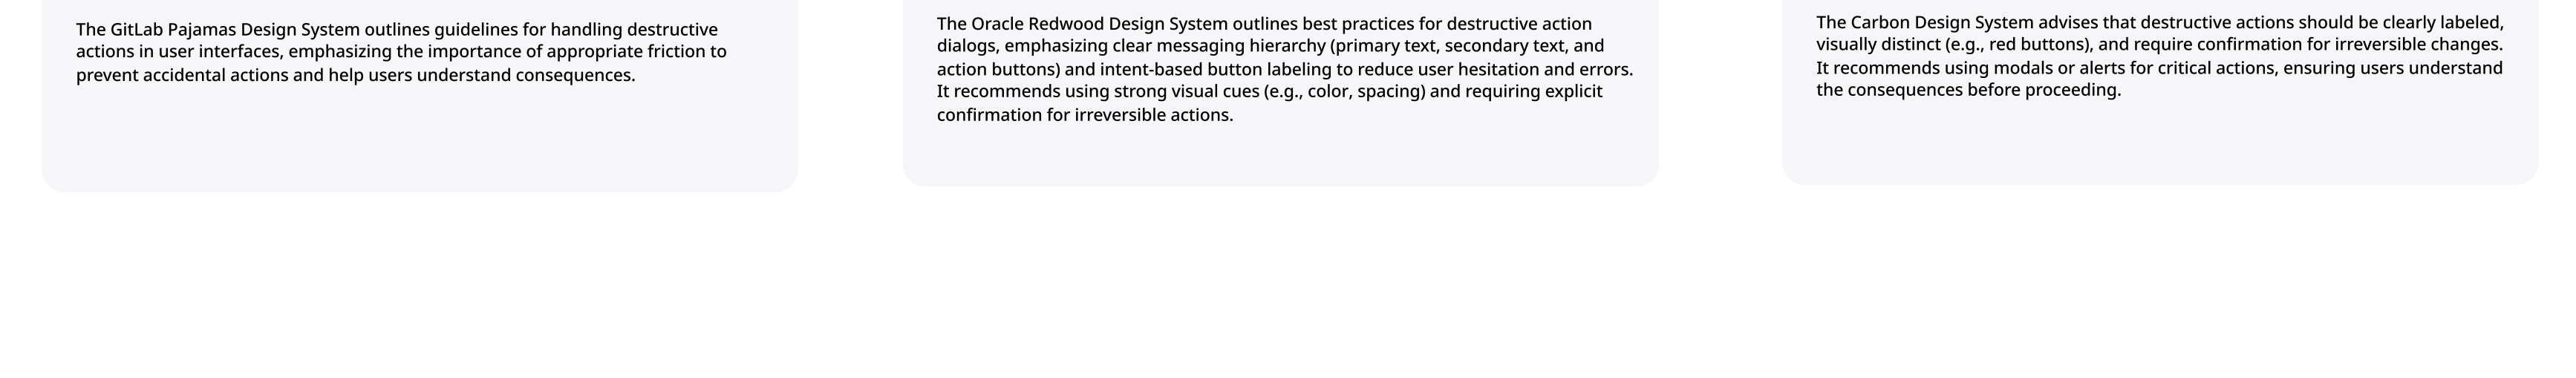 The GitLab Pajamas Design System outlines guidelines for handling destructive
actions in user interfaces, emphasizing the importance of appropriate friction to
prevent accidental actions and help users understand consequences.
The Oracle Redwood Design System outlines best practices for destructive action
dialogs, emphasizing clear messaging hierarchy (primary text, secondary text, and
action buttons) and intent-based button labeling to reduce user hesitation and errors.
It recommends using strong visual cues (e.g., color, spacing) and requiring explicit
confirmation for irreversible actions.
The Carbon Design System advises that destructive actions should be clearly labeled,
visually distinct (e.g., red buttons), and require confirmation for irreversible changes.
It recommends using modals or alerts for critical actions, ensuring users understand
the consequences before proceeding.